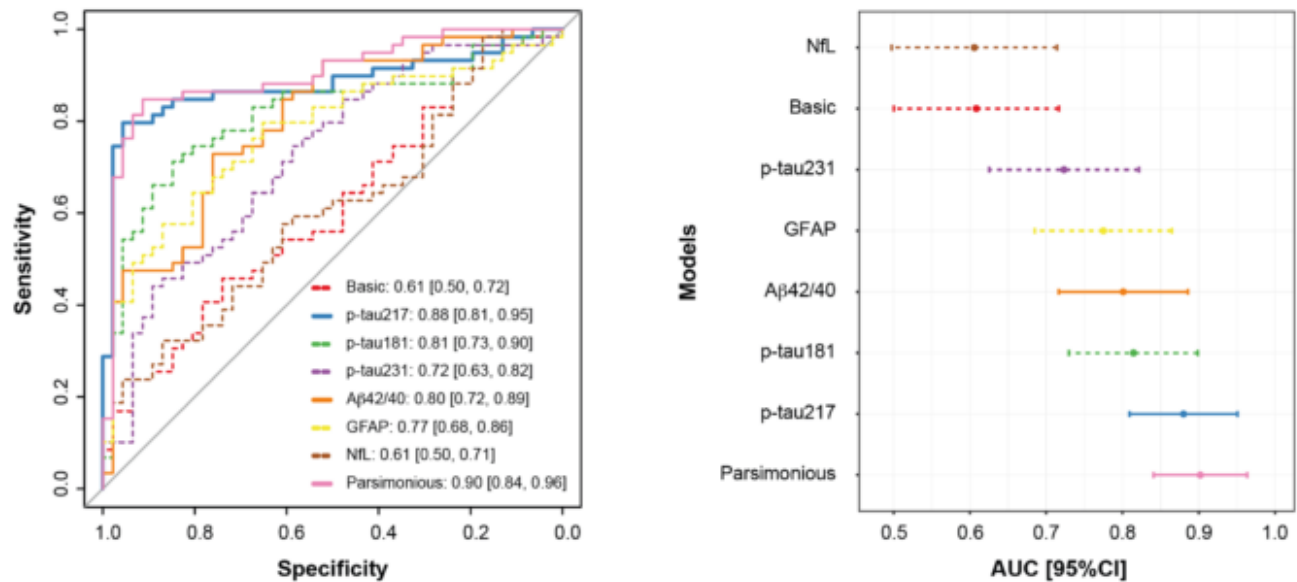 1.0
0.8
0.6
0.4
0.2
0.0
Sensitivity
Basic: 0.61 [0.50, 0.72]
p-tau217: 0.88 [0.81, 0.95]
p-tau181: 0.81 [0.73, 0.90]
p-tau231: 0.72 [0.63, 0.82]
Aβ42/40: 0.80 [0.72, 0.89]
GFAP: 0.77 [0.68, 0.86]
NfL: 0.61 [0.50, 0.71]
Parsimonious: 0.90 [0.84, 0.96]
1.0 0.8 0.6 0.4 0.2 0.0
Specificity
Models
NfL
Basic
p-tau231
GFAP
Aβ42/40
p-tau181
p-tau217
Parsimonious
0.5 0.6 0.7 0.8 0.9 1.0
AUC [95%CI]